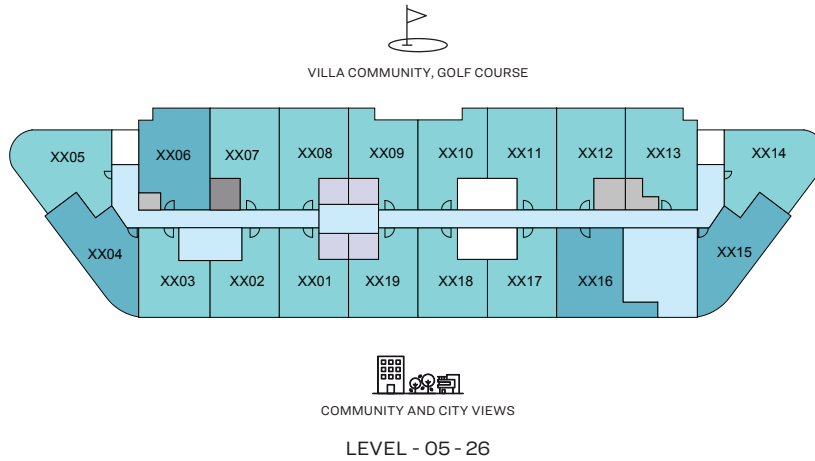 VILLA COMMUNITY, GOLF COURSE
XX05
XX06
XX07
XX08
XX09
XX10
XX11
XX12
XX13
XX14
XX04
XX03
XX02
XX01
XX19
XX18
XX17
XX16
XX15
COMMUNITY AND CITY VIEWS
LEVEL - 05 - 26